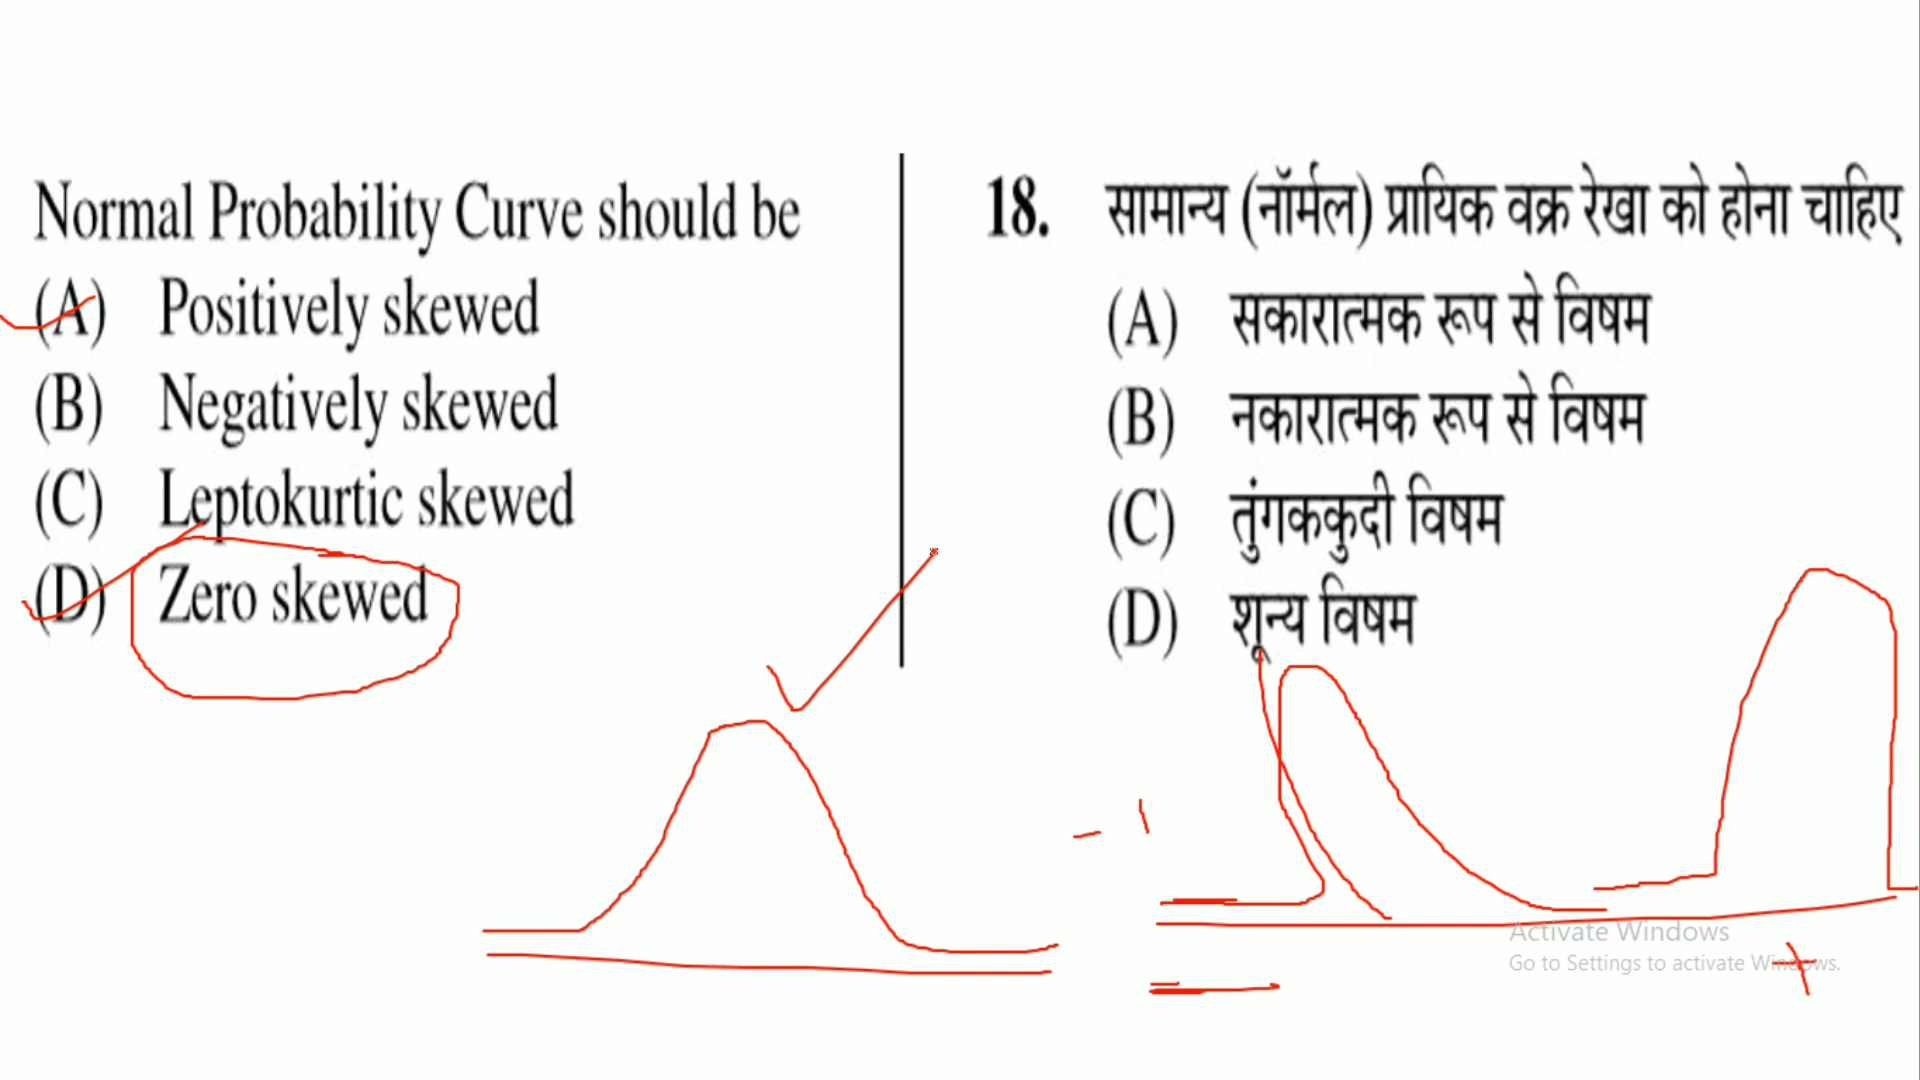 Normal Probability Curve should be
(A) Positively skewed
(B) Negatively skewed
(C) Leptokurtic skewed
(D) Zero skewed
18. सामान्य (नॉर्मल) प्रायिक वक्र रेखा को होना चाहिए
(A) सकारात्मक रूप से विषम
(B) नकारात्मक रूप से विषम
(C) तुंगककुदी विषम
(D) शून्य विषम
Activate Windows
Go to Settings to activate Windows.